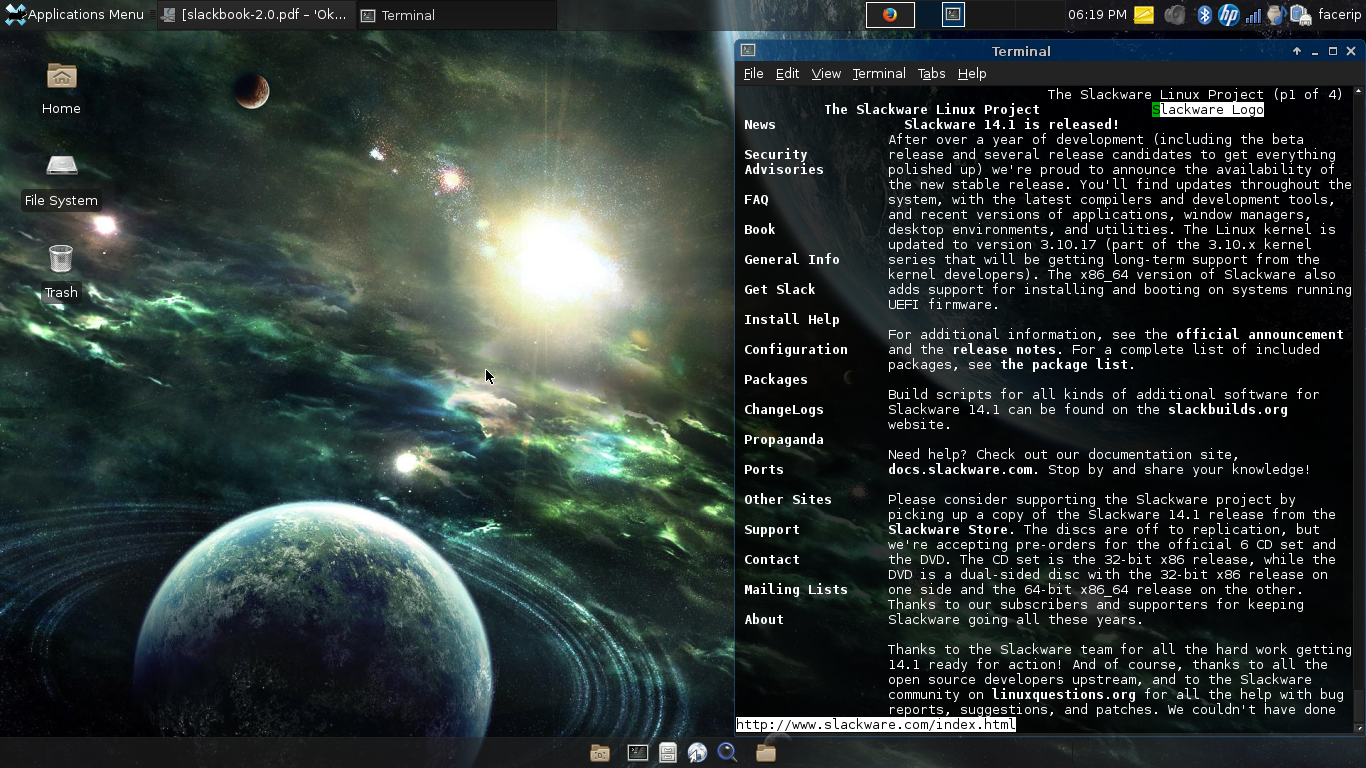 Applications Menu
[slackbook-2.0.pdf – 'Ok...
Terminal
06:19 PM
facerip
Home
File System
Trash
Terminal
File Edit View Terminal Tabs Help
The Slackware Linux Project (p1 of 4)
The Slackware Linux Project
Slackware Logo
News
Security
Advisories
FAQ
Book
General Info
Get Slack
Install Help
Configuration
Packages
ChangeLogs
Propaganda
Ports
Other Sites
Support
Contact
Mailing Lists
About
Slackware 14.1 is released!
After over a year of development (including the beta
release and several release candidates to get everything
polished up) we're proud to announce the availability of
the new stable release. You'll find updates throughout the
system, with the latest compilers and development tools,
and recent versions of applications, window managers,
desktop environments, and utilities. The Linux kernel is
updated to version 3.10.17 (part of the 3.10.x kernel
series that will be getting long-term support from the
kernel developers). The x86_64 version of Slackware also
adds support for installing and booting on systems running
UEFI firmware.
For additional information, see the official announcement
and the release notes. For a complete list of included
packages, see the package list.
Build scripts for all kinds of additional software for
Slackware 14.1 can be found on the slackbuilds.org
website.
Need help? Check out our documentation site,
docs.slackware.com. Stop by and share your knowledge!
Please consider supporting the Slackware project by
picking up a copy of the Slackware 14.1 release from the
Slackware Store. The discs are off to replication, but
we're accepting pre-orders for the official 6 CD set and
the DVD. The CD set is the 32-bit x86 release, while the
DVD is a dual-sided disc with the 32-bit x86 release on
one side and the 64-bit x86_64 release on the other.
Thanks to our subscribers and supporters for keeping
Slackware going all these years.
Thanks to the Slackware team for all the hard work getting
14.1 ready for action! And of course, thanks to all the
open source developers upstream, and to the Slackware
community on linuxquestions.org for all the help with bug
reports, suggestions, and patches. We couldn't have done
http://www.slackware.com/index.html